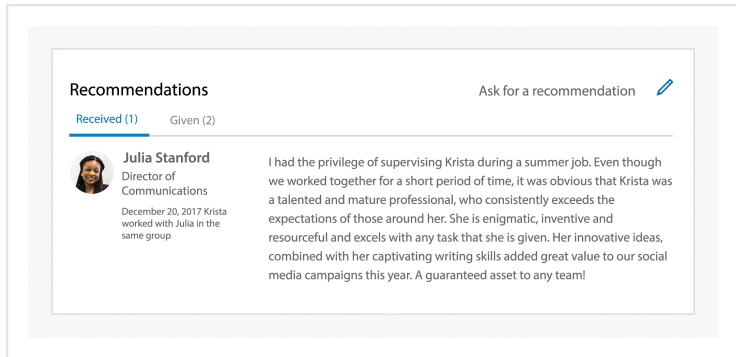 Recommendations
Ask for a recommendation
Received (1)
Given (2)
Julia Stanford
Director of
Communications
December 20, 2017 Krista
worked with Julia in the
same group
I had the privilege of supervising Krista during a summer job. Even though
we worked together for a short period of time, it was obvious that Krista was
a talented and mature professional, who consistently exceeds the
expectations of those around her. She is enigmatic, inventive and
resourceful and excels with any task that she is given. Her innovative ideas,
combined with her captivating writing skills added great value to our social
media campaigns this year. A guaranteed asset to any team!